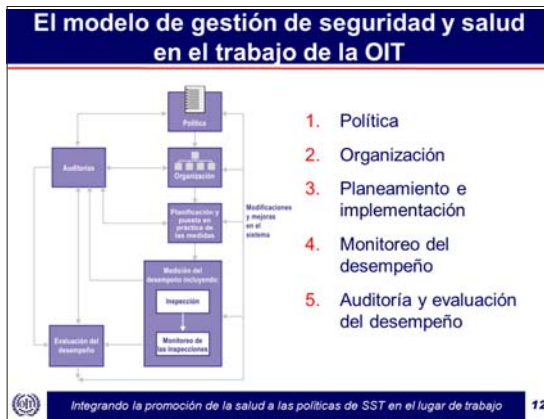 El modelo de gestión de seguridad y salud
en el trabajo de la OIT
Política
Auditorías
Organización
Planificación y
puesta en
práctica de
las medidas
Modificaciones
y mejoras
en el
sistema
Medición del
desempeño incluyendo:
Inspección
Monitoreo de
las inspecciones
Evaluación del
desempeño
1. Política
2. Organización
3. Planeamiento e
implementación
4. Monitoreo del
desempeño
5. Auditoría y evaluación
del desempeño
Integrando la promoción de la salud a las políticas de SST en el lugar de trabajo 12